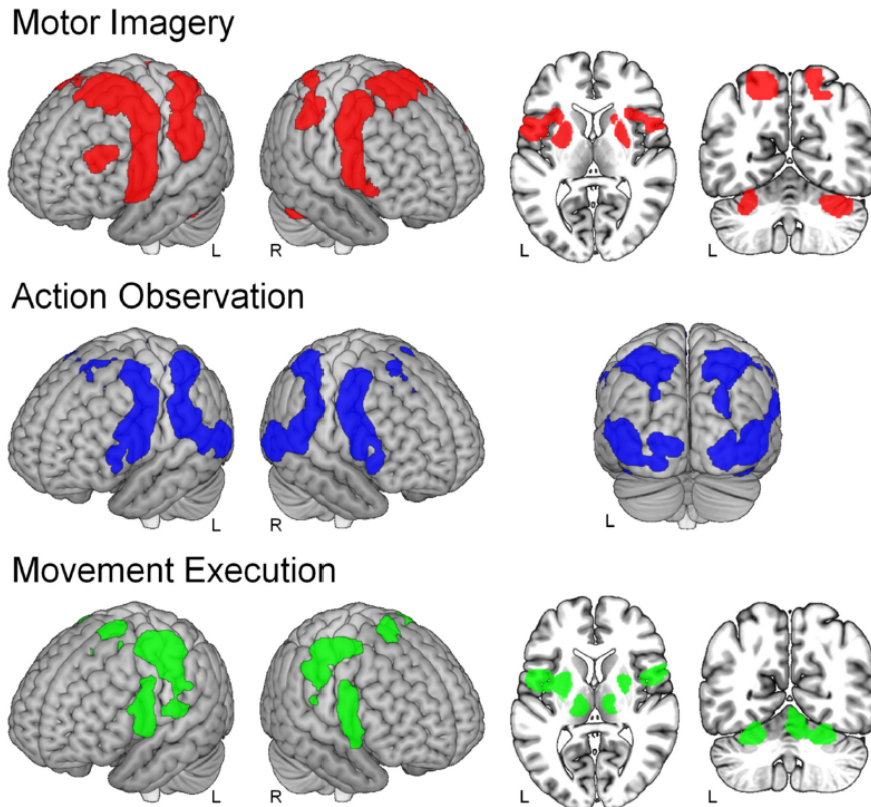 Motor Imagery
L R L L
Action Observation
L R L
Movement Execution
L R L L